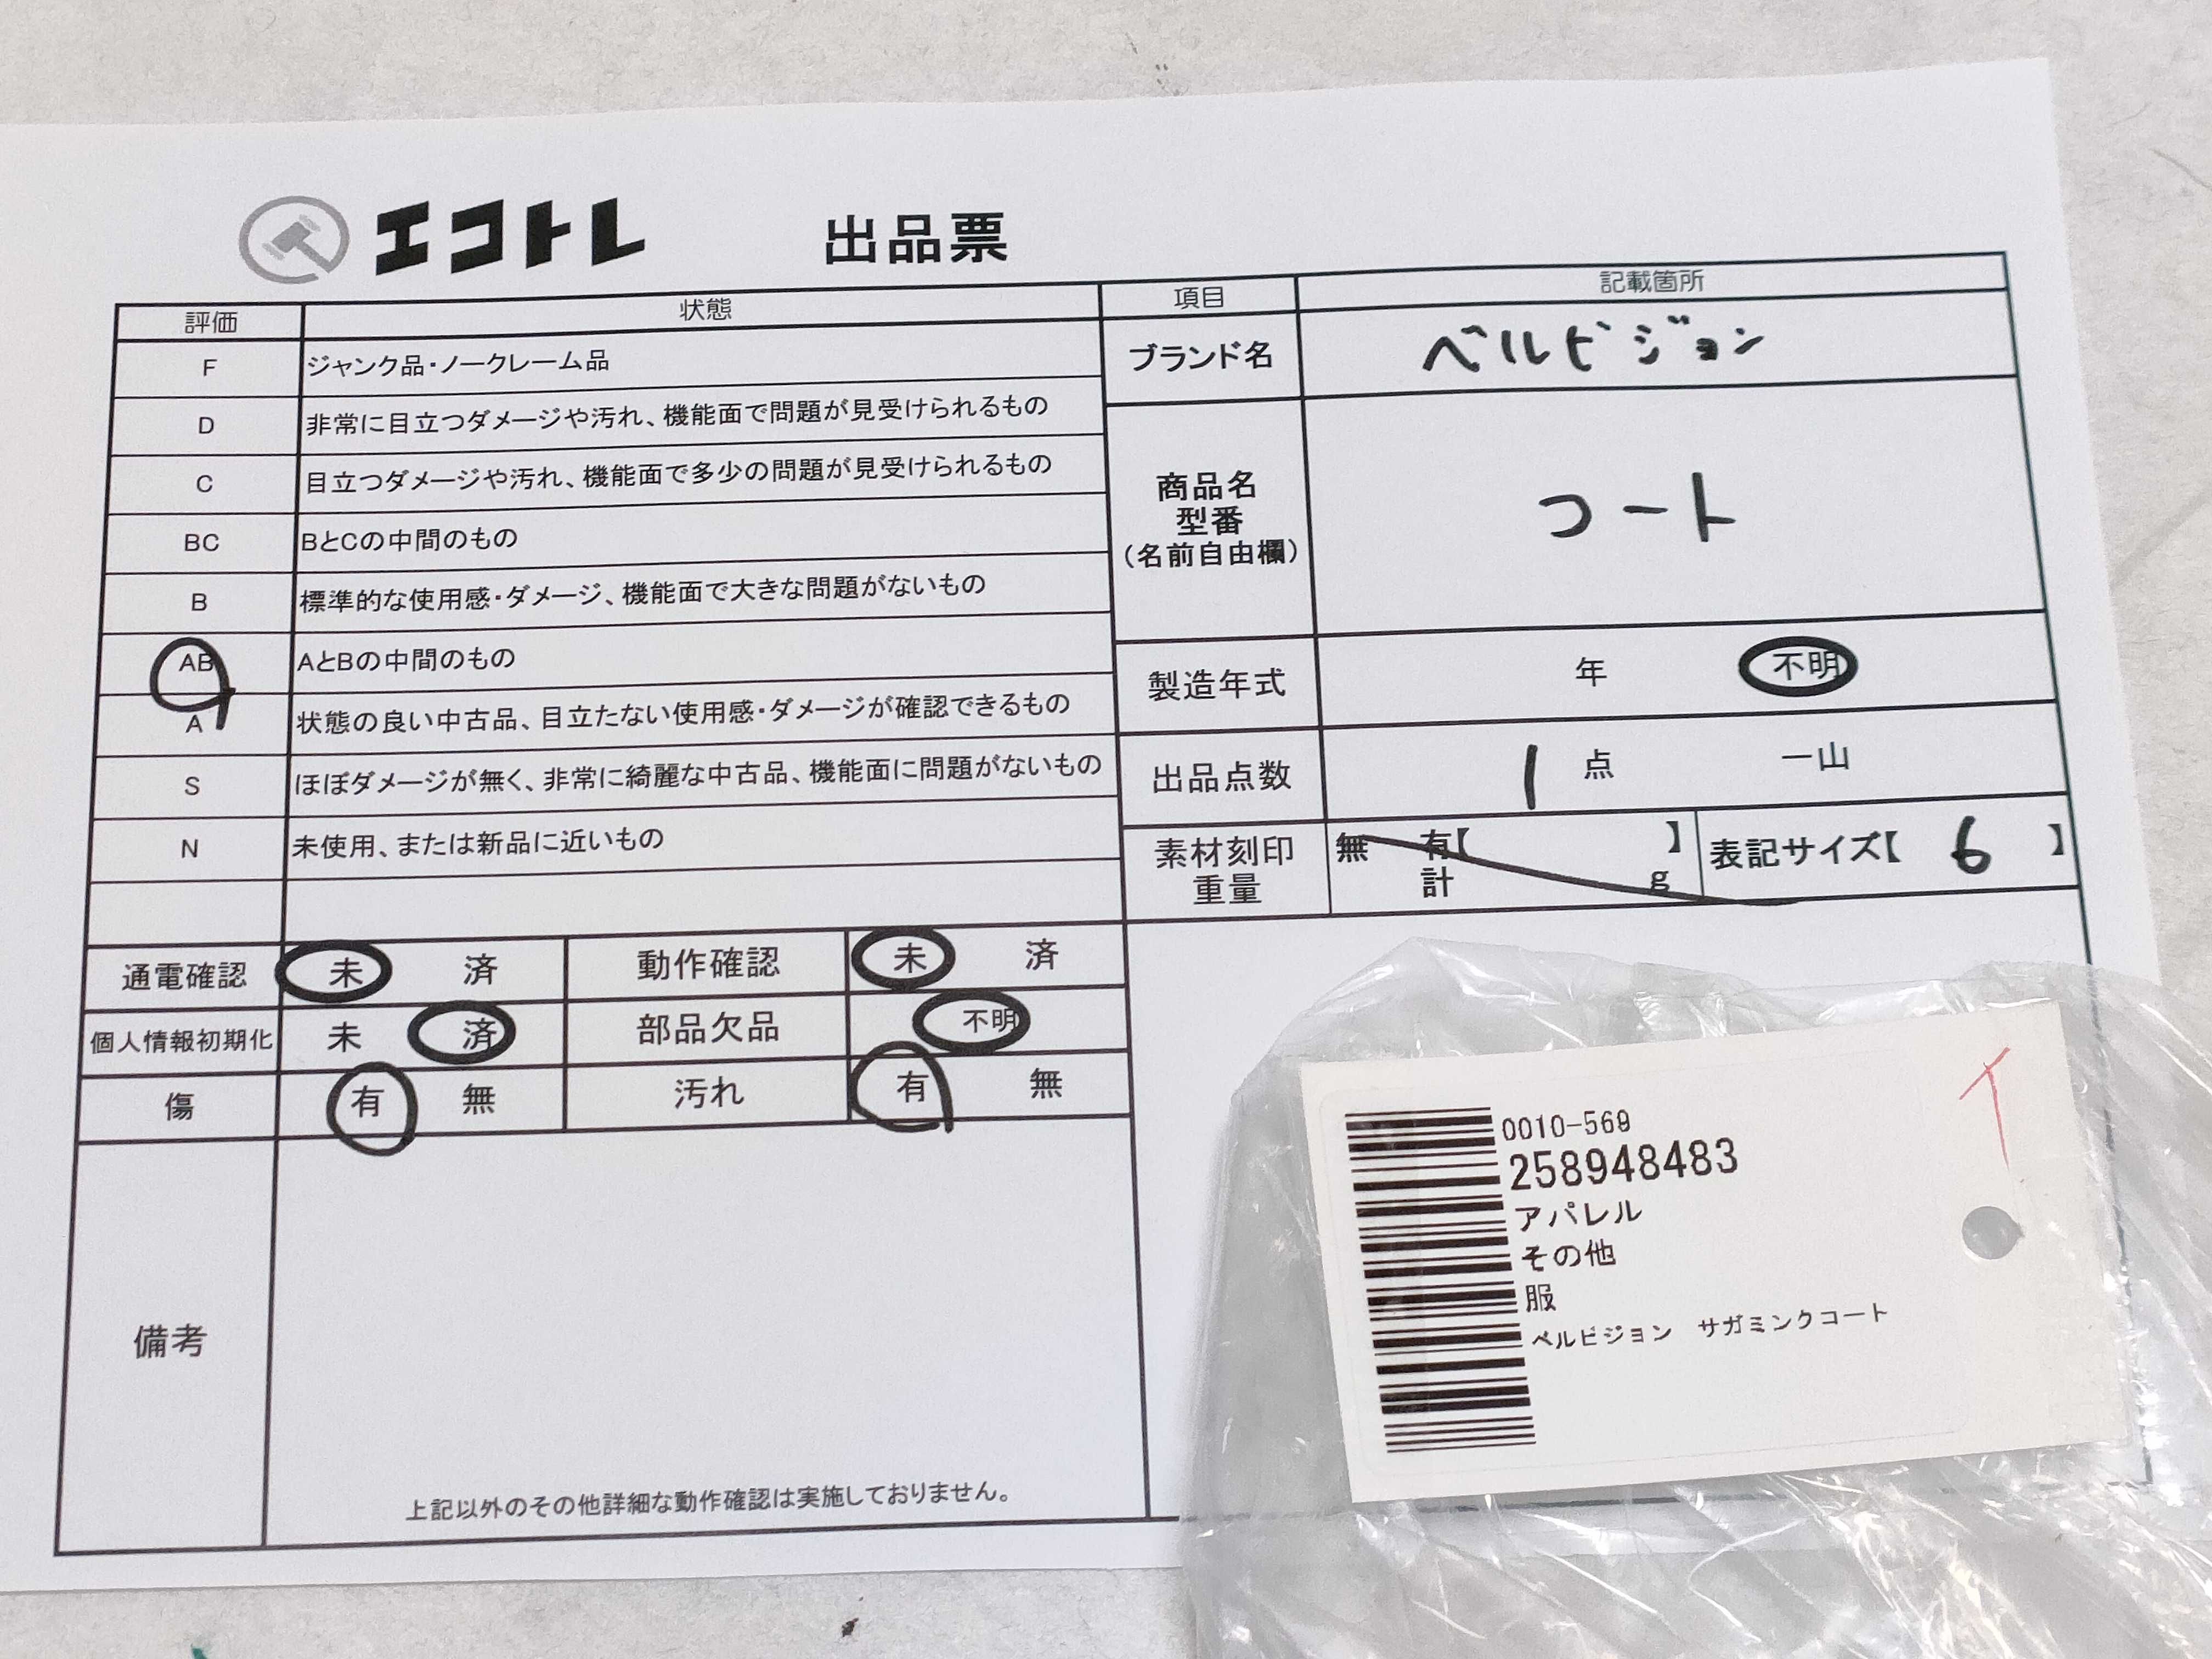 エコトレ 出品票
評価 状態
F ジャンク品・ノークレーム品
D 非常に目立つダメージや汚れ、機能面で問題が見受けられるもの
C 目立つダメージや汚れ、機能面で多少の問題が見受けられるもの
BC BとCの中間のもの
B 標準的な使用感・ダメージ、機能面で大きな問題がないもの
AB AとBの中間のもの
A 状態の良い中古品、目立たない使用感・ダメージが確認できるもの
S ほぼダメージが無く、非常に綺麗な中古品、機能面に問題がないもの
N 未使用、または新品に近いもの
項目 記載箇所
ブランド名 ベルビジョン
商品名
型番
(名前自由欄)
コート
製造年式 年 不明
出品点数 1 点 一山
素材刻印
重量
無 有【 】
計 g
表記サイズ【 6 】
通電確認 未 済 動作確認 未 済
個人情報初期化 未 済 部品欠品 不明
傷 有 無 汚れ 有 無
備考
上記以外のその他詳細な動作確認は実施しておりません。
イ
0010-569
258948483
アパレル
その他
服
ベルビジョン サガミンクコート